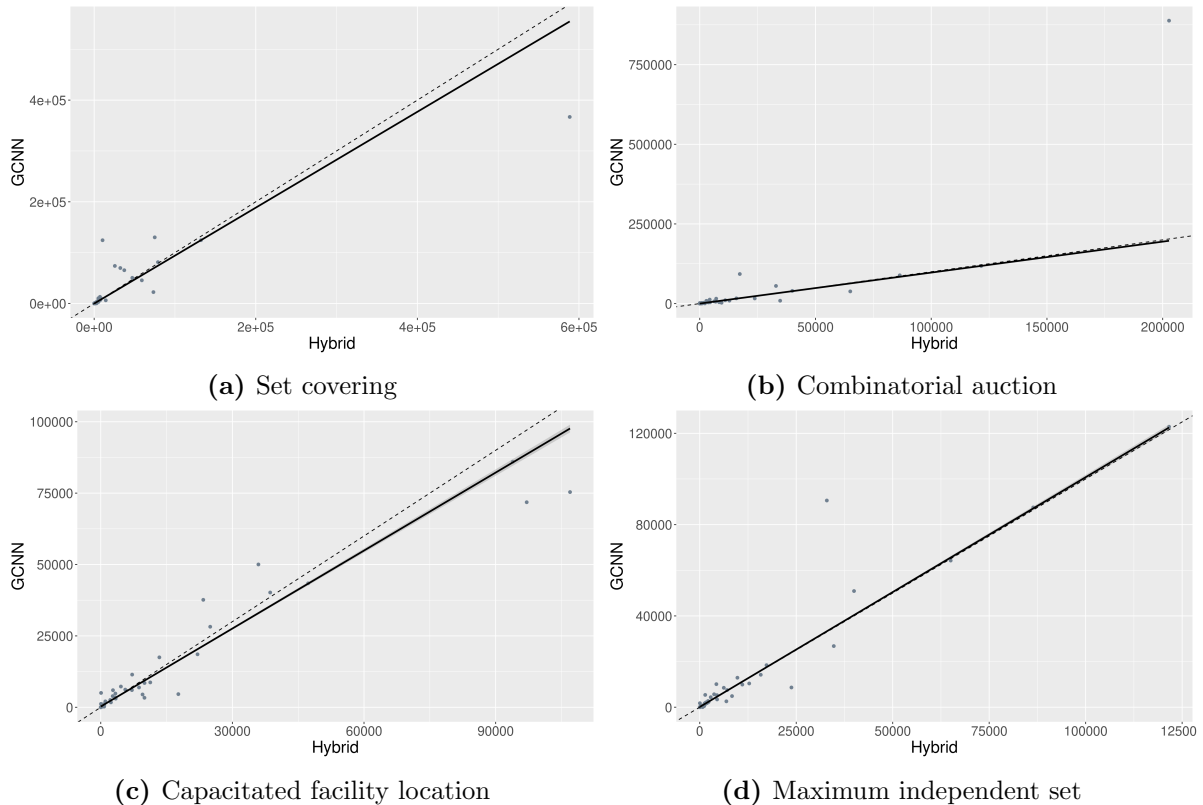 4e+05
2e+05
0e+00
GCNN
0e+00 2e+05 4e+05 6e+05
Hybrid
(a) Set covering
750000
500000
250000
0
GCNN
0 50000 100000 150000 200000
Hybrid
(b) Combinatorial auction
100000
75000
50000
25000
0
GCNN
0 30000 60000 90000
Hybrid
(c) Capacitated facility location
120000
80000
40000
0
GCNN
0 25000 50000 75000 100000 12500
Hybrid
(d) Maximum independent set